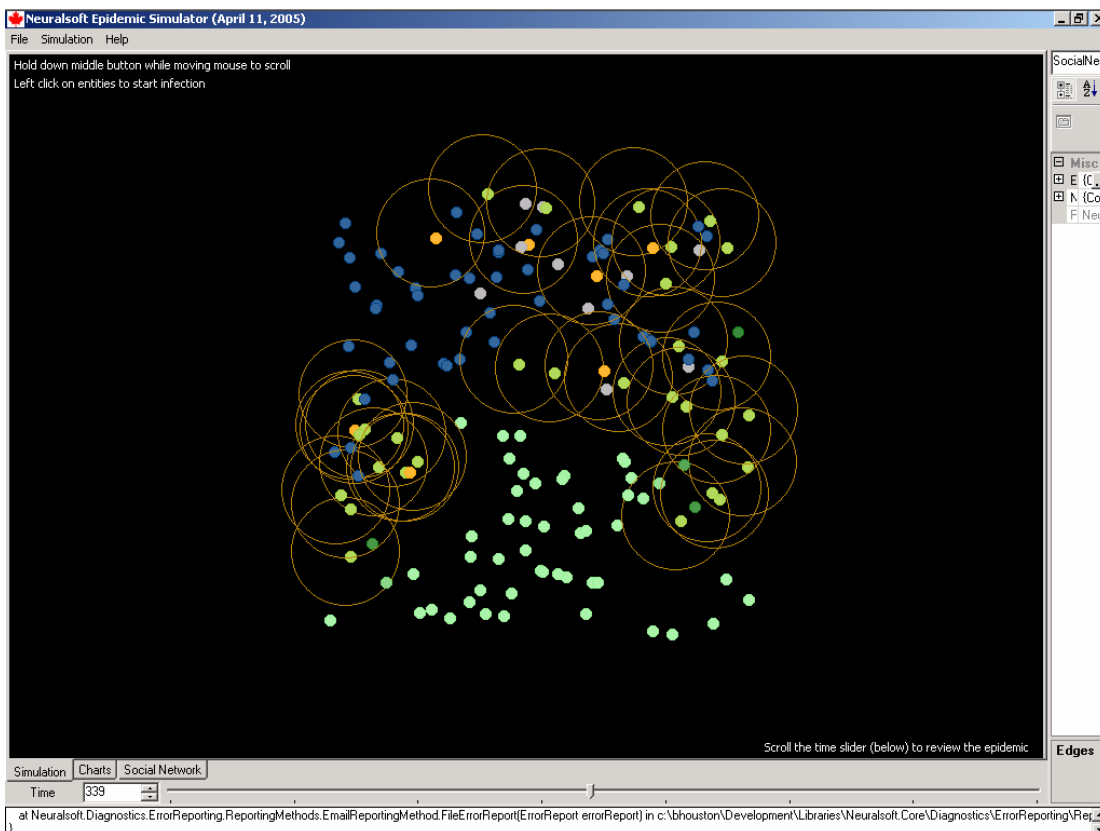 Neuralsoft Epidemic Simulator (April 11, 2005)
File Simulation Help
Hold down middle button while moving mouse to scroll
Left click on entities to start infection
SocialNe
Misc
E {C
N {Co
F Neu
Scroll the time slider (below) to review the epidemic
Edges
Simulation Charts Social Network
Time 339
at Neuralsoft.Diagnostics.ErrorReporting.ReportingMethods.EmailReportingMethod.FileErrorReport(ErrorReport errorReport) in c:\bhouston\Development\Libraries\Neuralsoft.Core\Diagnostics\ErrorReporting\Rep
}